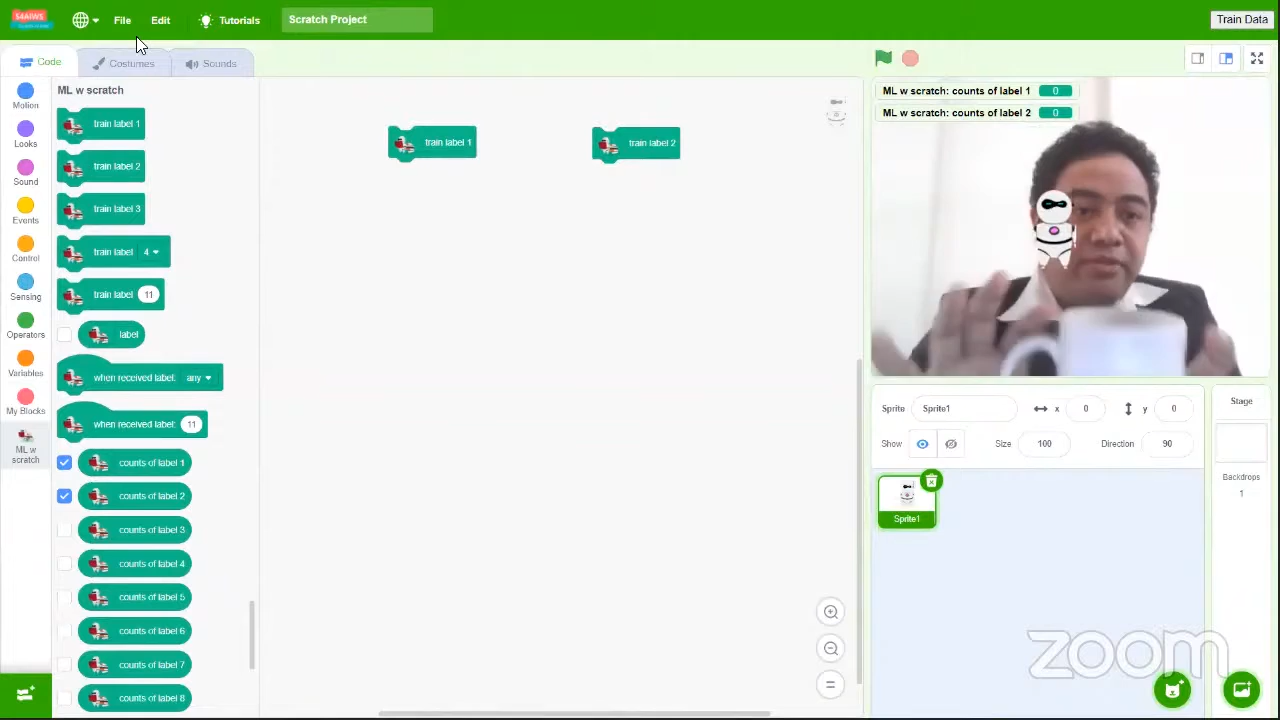 S4AIWS
File
Edit
Tutorials
Scratch Project
Train Data
Code
Costumes
Sounds
Motion
Looks
Sound
Events
Control
Sensing
Operators
Variables
My Blocks
ML w
scratch
ML w scratch
train label 1
train label 2
train label 3
train label 4
train label 11
label
when received label: any
when received label: 11
counts of label 1
counts of label 2
counts of label 3
counts of label 4
counts of label 5
counts of label 6
counts of label 7
counts of label 8
train label 1
train label 2
ML w scratch: counts of label 1 0
ML w scratch: counts of label 2 0
Sprite Sprite1 x 0 y 0
Show Size 100 Direction 90
Sprite1
Stage
Backdrops
1
zoom